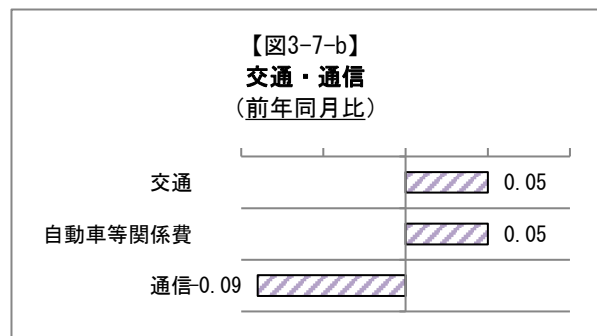 【図3-7-b】
交通・通信
（前年同月比）
交通 0.05
自動車等関係費 0.05
通信 -0.09